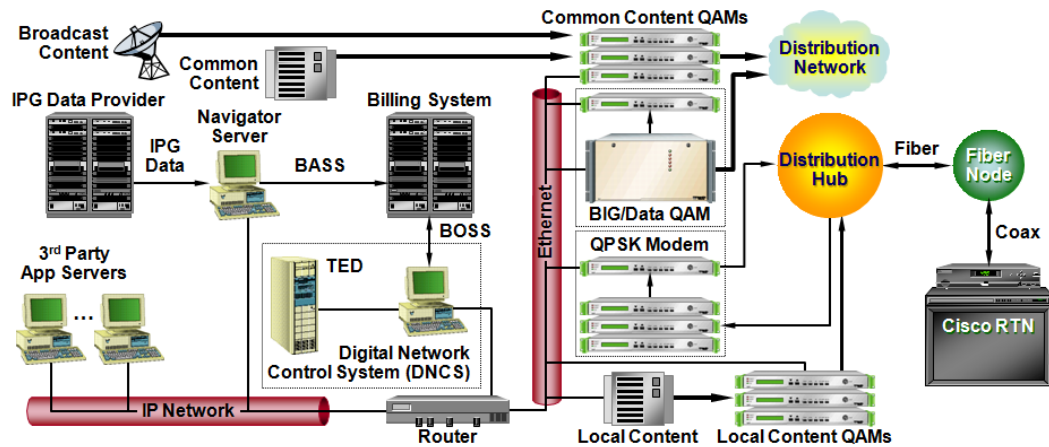 Broadcast
Content
Common
Content
Common Content QAMs
Distribution
Network
IPG Data Provider
Navigator
Server
Billing System
IPG
Data
BASS
Ethernet
BIG/Data QAM
Distribution
Hub
Fiber
Fiber
Node
BOSS
QPSK Modem
Coax
3rd Party
App Servers
...
TED
Digital Network
Control System (DNCS)
Cisco RTN
IP Network
Router
Local Content
Local Content QAMs